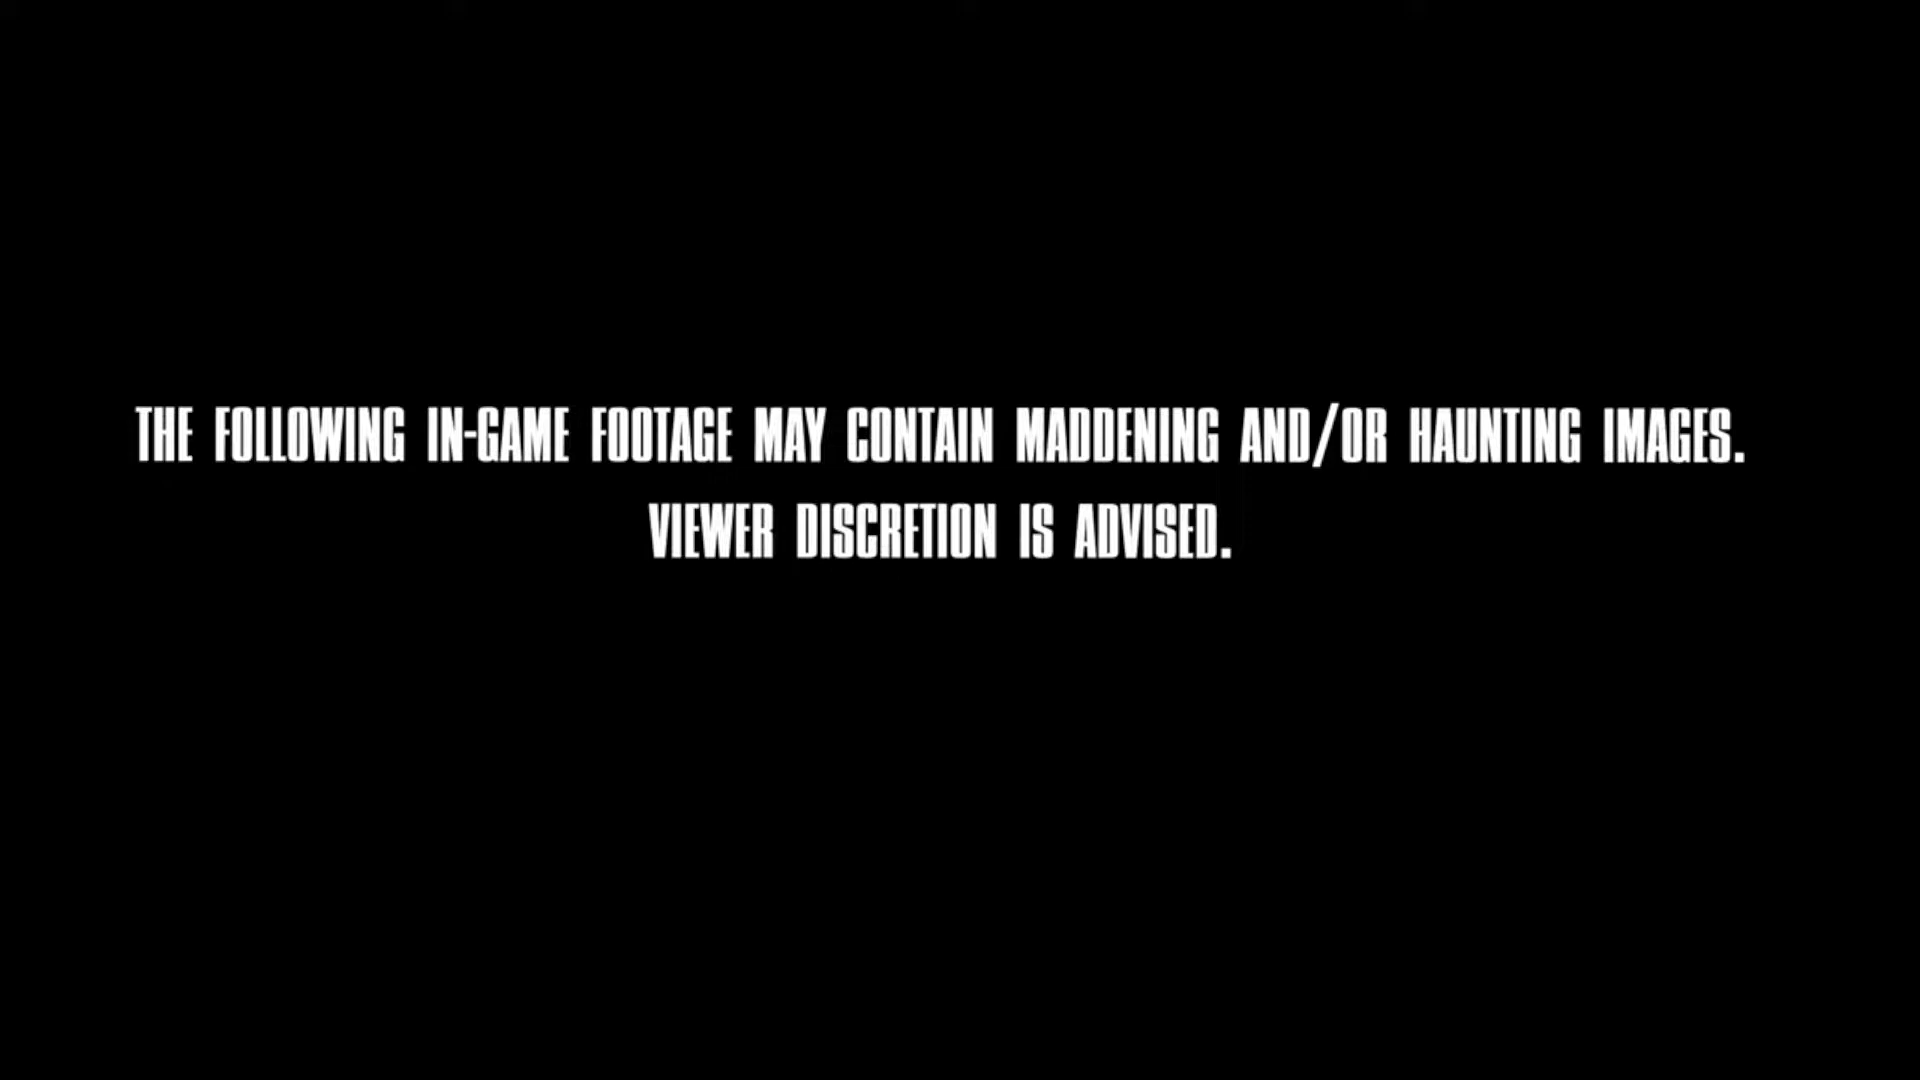 THE FOLLOWING IN-GAME FOOTAGE MAY CONTAIN MADDENING AND/OR HAUNTING IMAGES.
VIEWER DISCRETION IS ADVISED.